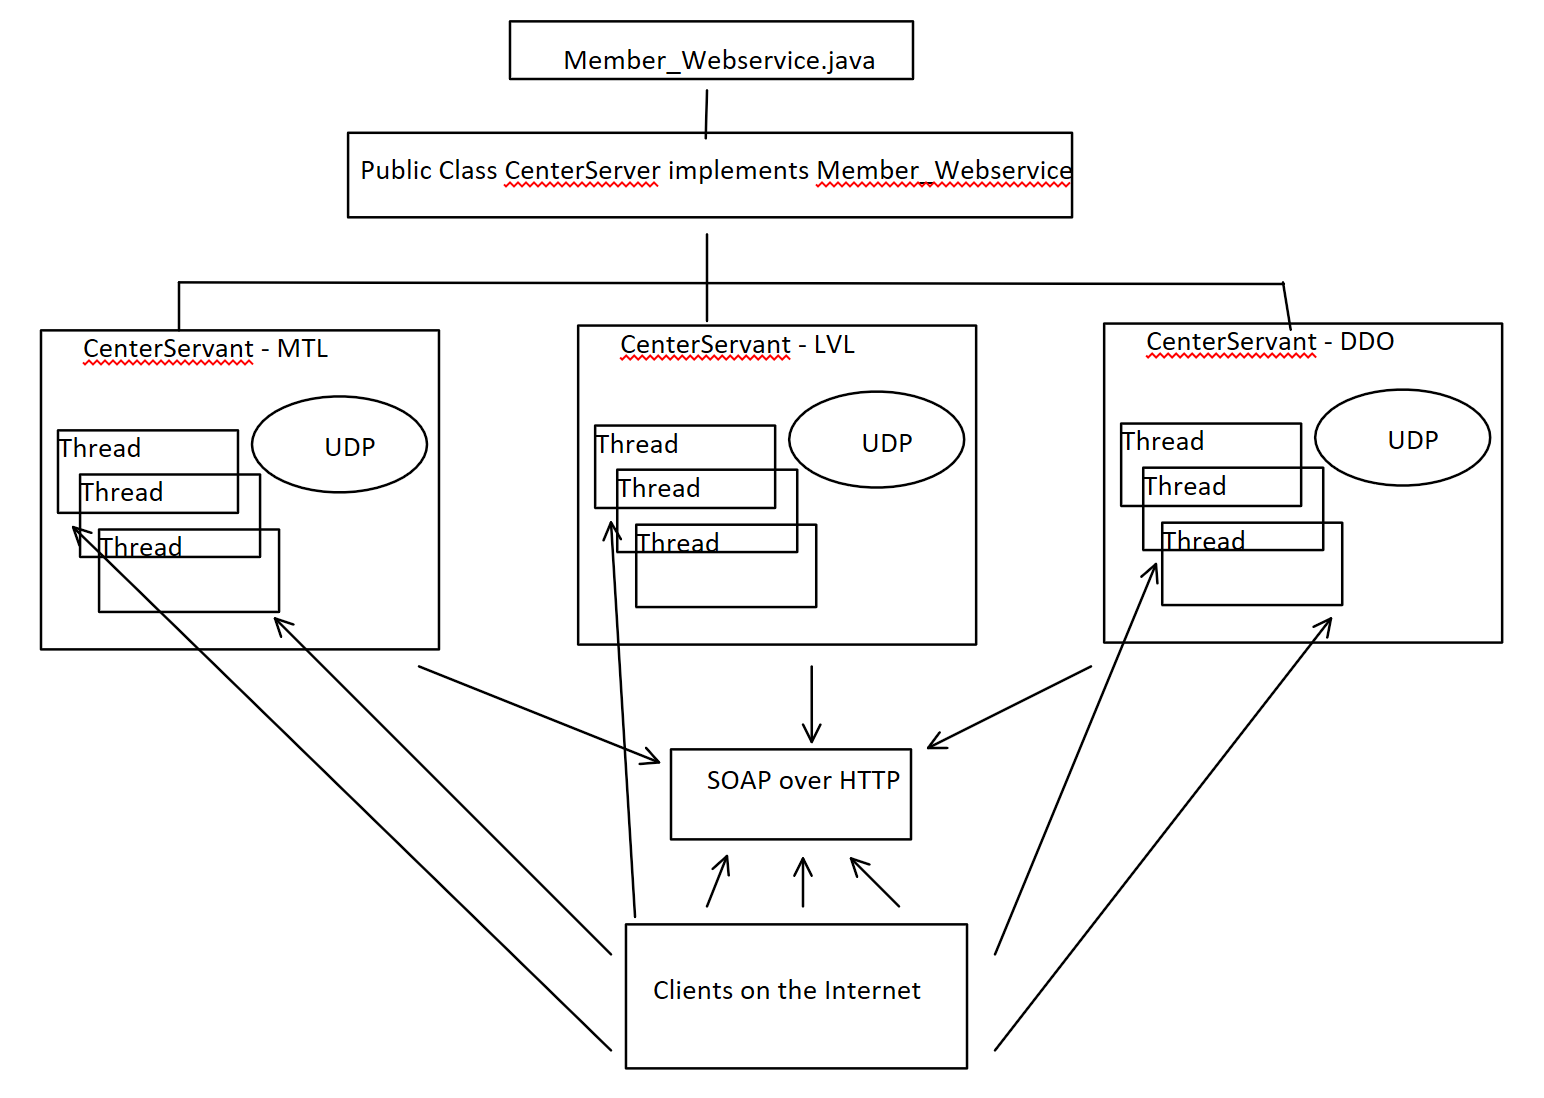 Member_Webservice.java
Public Class CenterServer implements Member_Webservice
CenterServant - MTL
CenterServant - LVL
CenterServant - DDO
Thread
Thread
Thread
UDP
Thread
Thread
Thread
UDP
Thread
Thread
Thread
UDP
SOAP over HTTP
Clients on the Internet